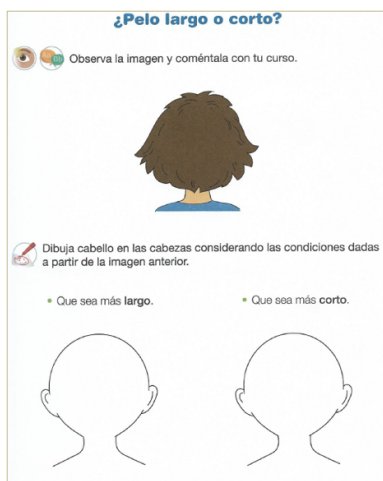 ¿Pelo largo o corto?
Observa la imagen y coméntala con tu curso.
Dibuja cabello en las cabezas considerando las condiciones dadas
a partir de la imagen anterior.
• Que sea más largo.
• Que sea más corto.